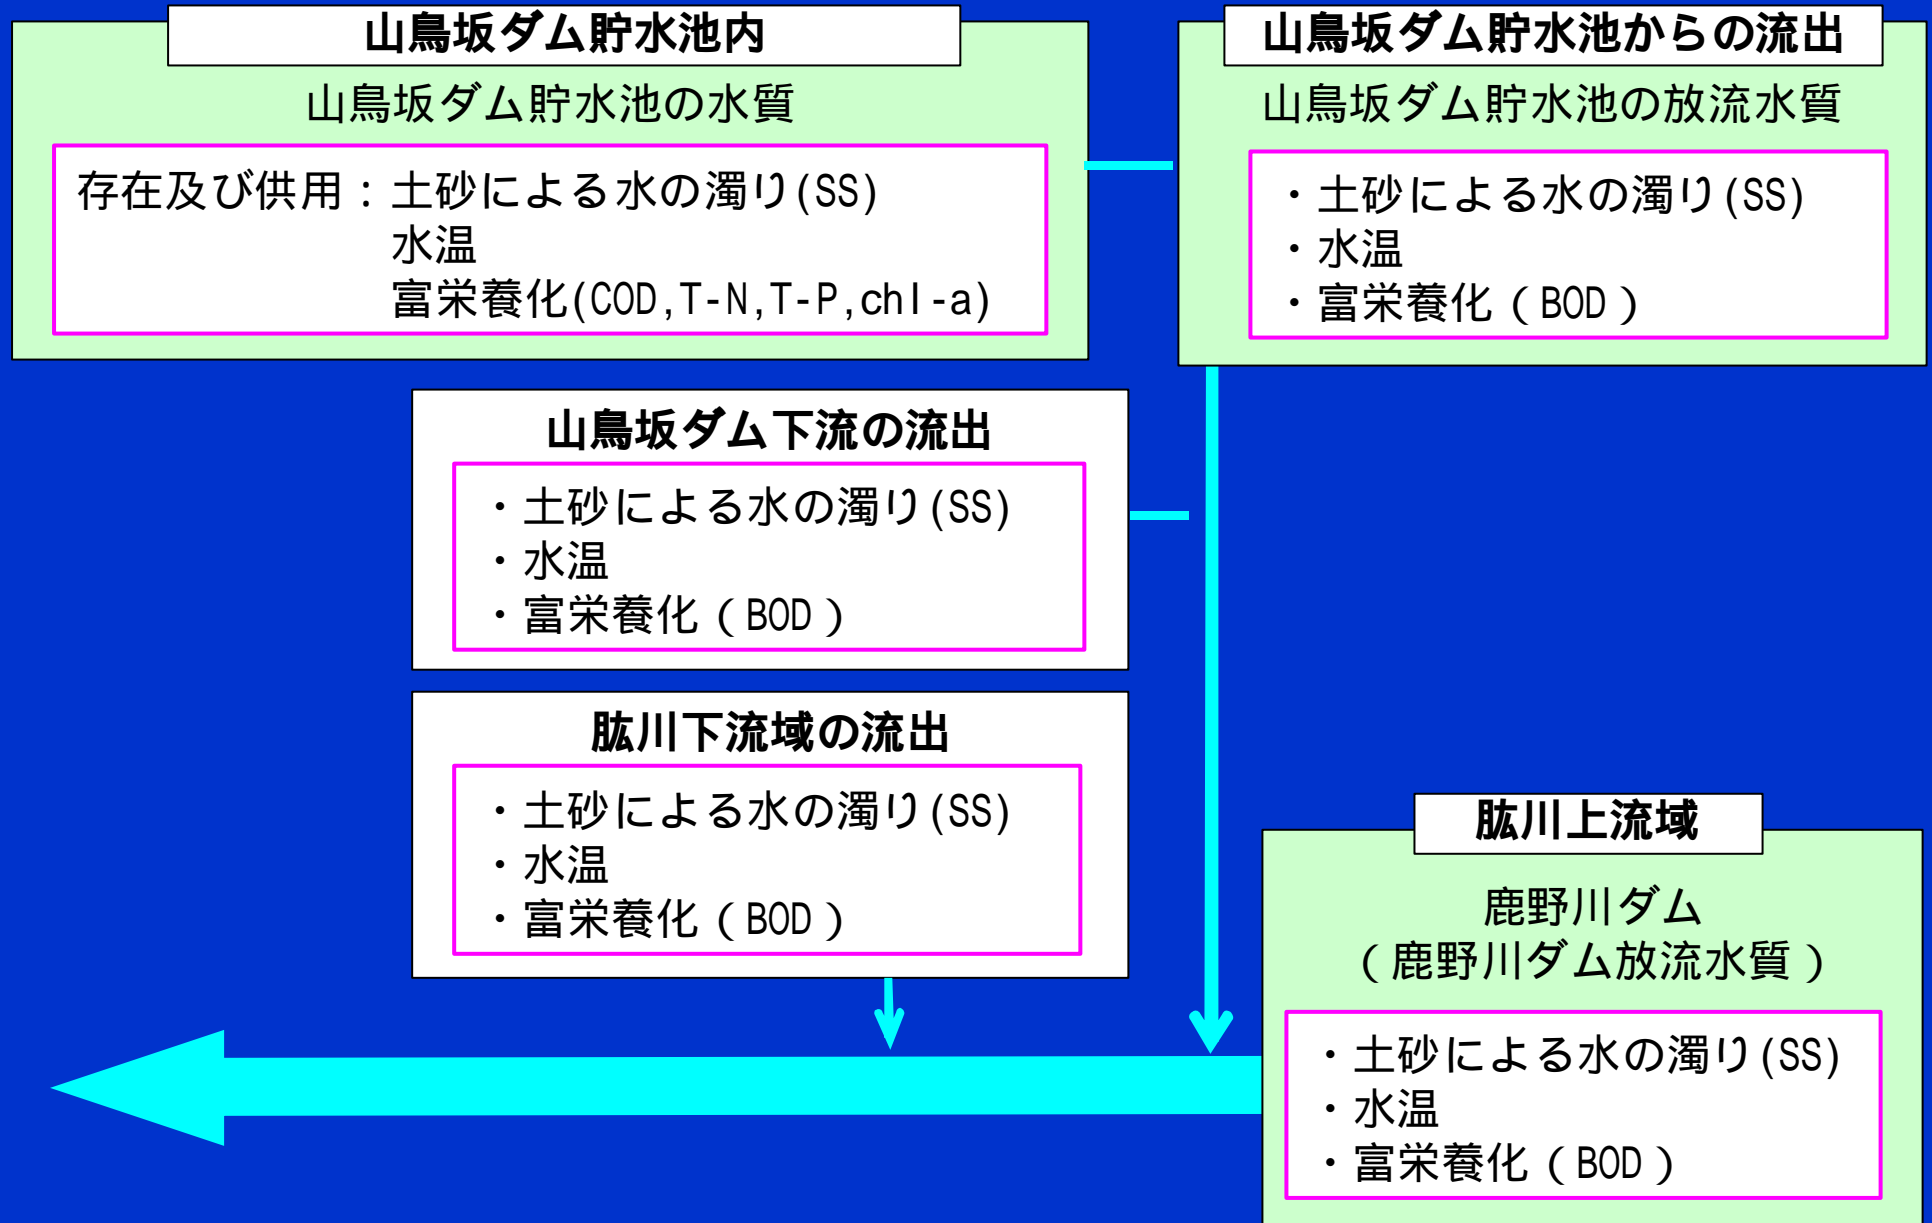 山鳥坂ダム貯水池内
山鳥坂ダム貯水池の水質
存在及び供用：土砂による水の濁り(SS)
水温
富栄養化(COD,T-N,T-P,chl-a)
山鳥坂ダム貯水池からの流出
山鳥坂ダム貯水池の放流水質
・土砂による水の濁り(SS)
・水温
・富栄養化（BOD）
山鳥坂ダム下流の流出
・土砂による水の濁り(SS)
・水温
・富栄養化（BOD）
肱川下流域の流出
・土砂による水の濁り(SS)
・水温
・富栄養化（BOD）
肱川上流域
鹿野川ダム
（鹿野川ダム放流水質）
・土砂による水の濁り(SS)
・水温
・富栄養化（BOD）